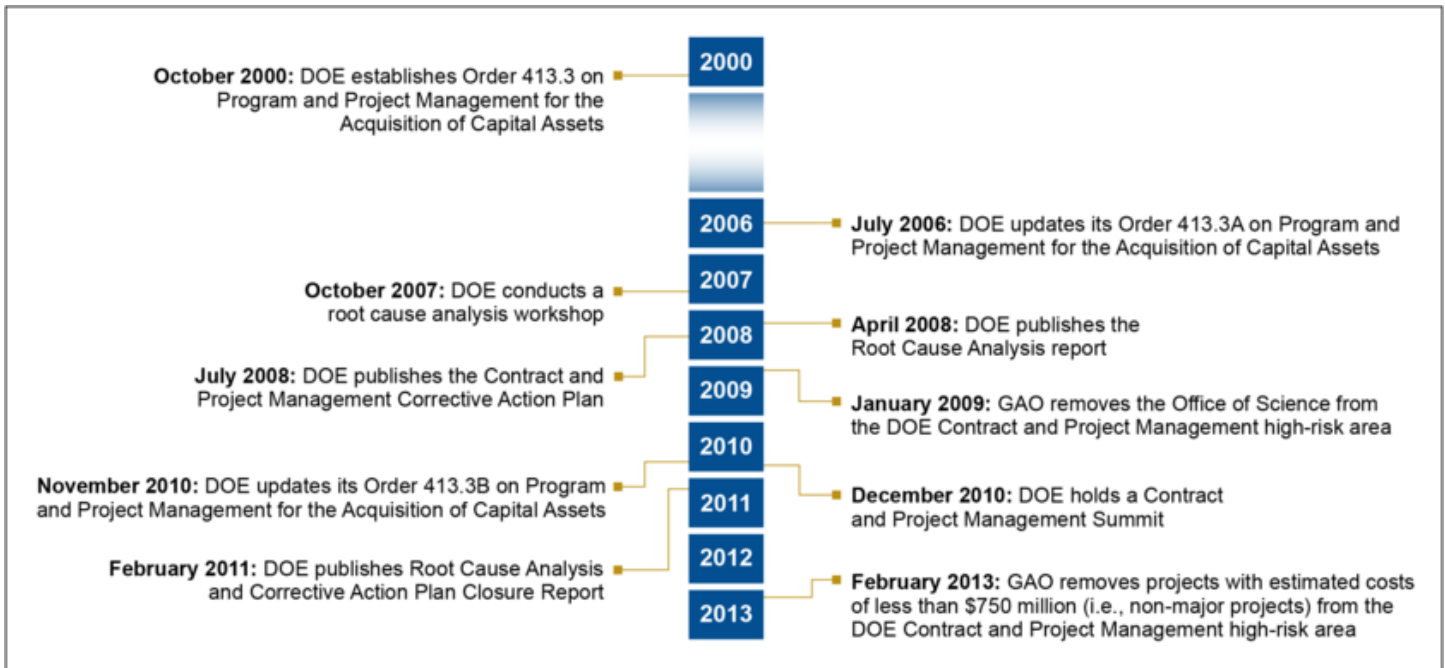 2000
October 2000: DOE establishes Order 413.3 on
Program and Project Management for the
Acquisition of Capital Assets
2006
July 2006: DOE updates its Order 413.3A on Program and
Project Management for the Acquisition of Capital Assets
2007
October 2007: DOE conducts a
root cause analysis workshop
2008
April 2008: DOE publishes the
Root Cause Analysis report
July 2008: DOE publishes the Contract and
Project Management Corrective Action Plan
2009
January 2009: GAO removes the Office of Science from
the DOE Contract and Project Management high-risk area
2010
November 2010: DOE updates its Order 413.3B on Program
and Project Management for the Acquisition of Capital Assets
December 2010: DOE holds a Contract
and Project Management Summit
2011
February 2011: DOE publishes Root Cause Analysis
and Corrective Action Plan Closure Report
2012
2013
February 2013: GAO removes projects with estimated costs
of less than $750 million (i.e., non-major projects) from the
DOE Contract and Project Management high-risk area